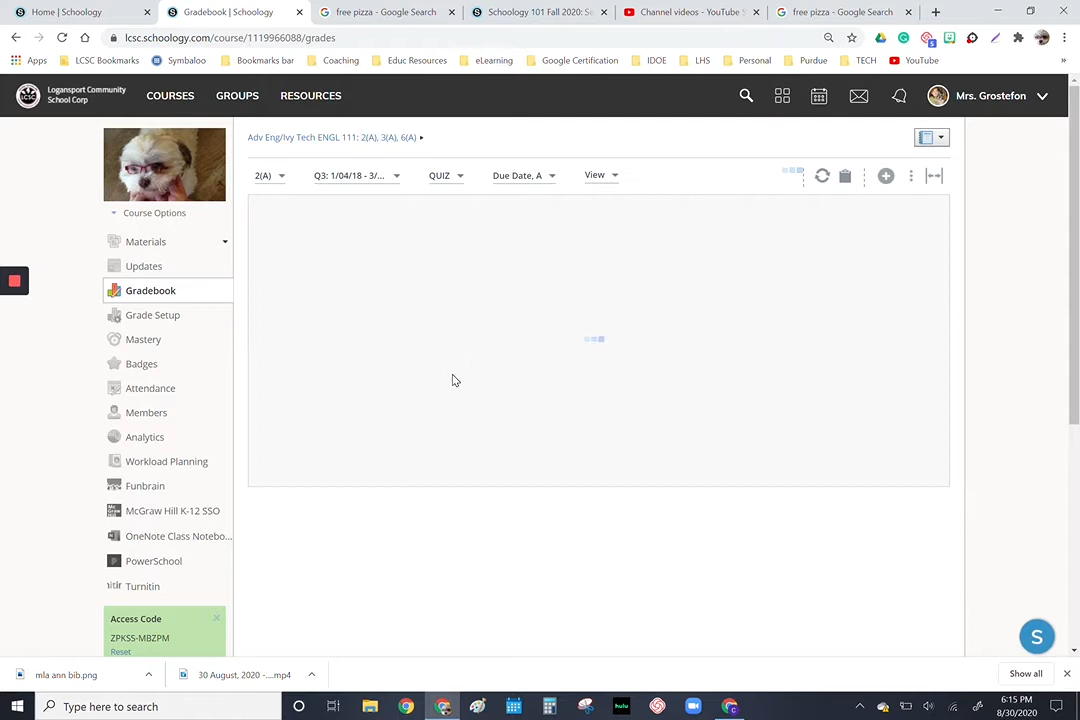 Home | Schoology
Gradebook | Schoology
free pizza - Google Search
Schoology 101 Fall 2020: Se
Channel videos - YouTube S
free pizza - Google Search
lcsc.schoology.com/course/1119966088/grades
Apps
LCSC Bookmarks
Symbaloo
Bookmarks bar
Coaching
Educ Resources
eLearning
Google Certification
IDOE
LHS
Personal
Purdue
TECH
YouTube
LCSC
Logansport Community
School Corp
COURSES
GROUPS
RESOURCES
Mrs. Grostefon
Adv Eng/Ivy Tech ENGL 111: 2(A), 3(A), 6(A)
2(A)
Q3: 1/04/18 - 3/...
QUIZ
Due Date, A
View
Course Options
Materials
Updates
Gradebook
Grade Setup
Mastery
Badges
Attendance
Members
Analytics
Workload Planning
Funbrain
McGraw Hill K-12 SSO
OneNote Class Notebo...
PowerSchool
Turnitin
Access Code
ZPKSS-MBZPM
Reset
S
mla ann bib.png
30 August, 2020 -....mp4
Show all
Type here to search
hulu
6:15 PM
8/30/2020